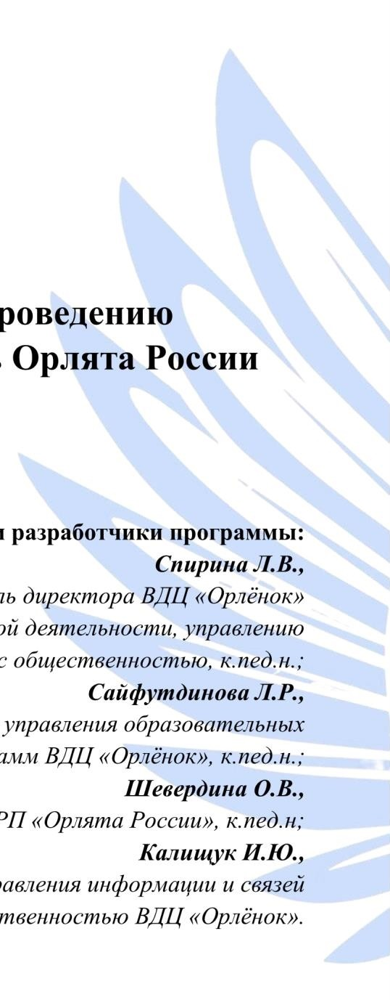 роведению
ь Орлята России
и разработчики программы:
Спирина Л.В.,
ль директора ВДЦ «Орлёнок»
ой деятельности, управлению
с общественностью, к.пед.н.;
Сайфутдинова Л.Р.,
управления образовательных
амм ВДЦ «Орлёнок», к.пед.н.;
Шевердина О.В.,
РП «Орлята России», к.пед.н;
Калищук И.Ю.,
равления информации и связей
твенностью ВДЦ «Орлёнок».